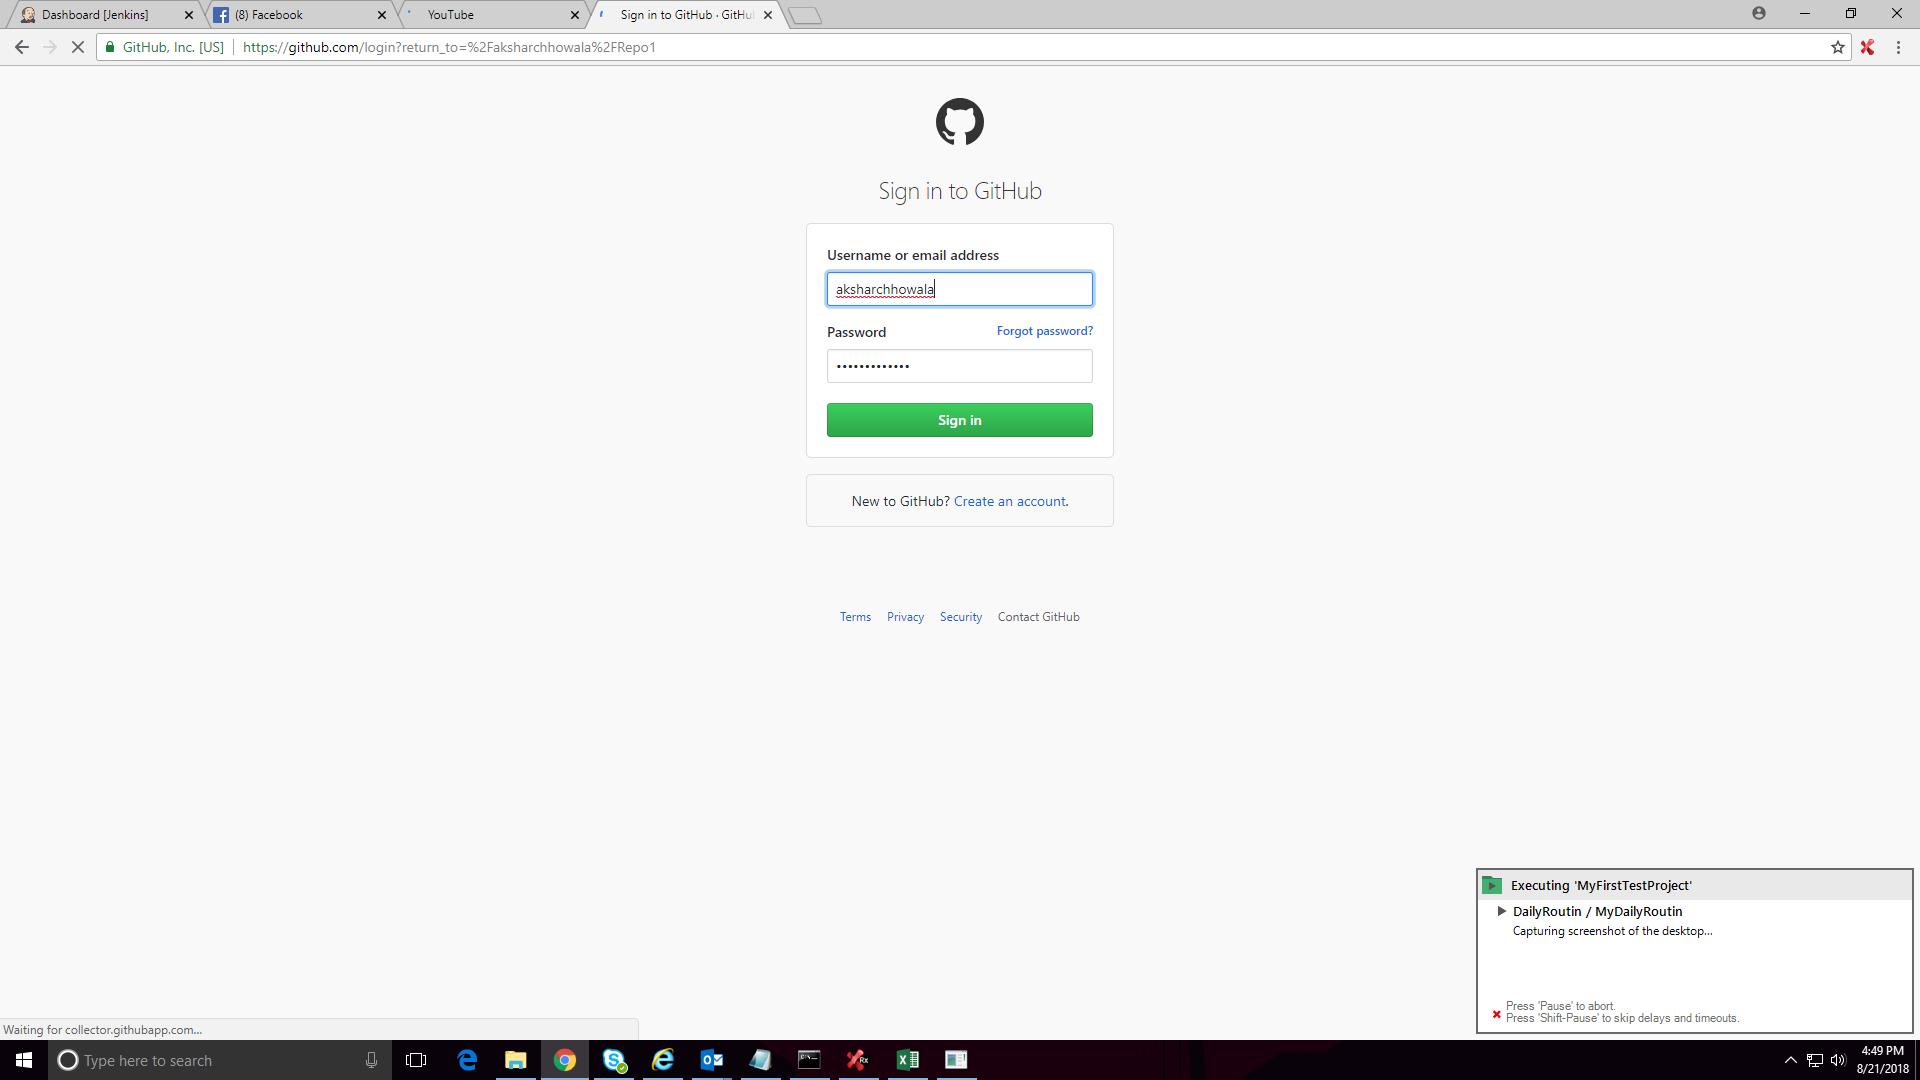 Dashboard [Jenkins]
(8) Facebook
YouTube
Sign in to GitHub · GitHu
GitHub, Inc. [US]
https://github.com/login?return_to=%2Faksharchhowala%2FRepo1
Sign in to GitHub
Username or email address
aksharchhowala
Password
Forgot password?
Sign in
New to GitHub? Create an account.
Terms
Privacy
Security
Contact GitHub
Executing 'MyFirstTestProject'
DailyRoutin / MyDailyRoutin
Capturing screenshot of the desktop...
Press 'Pause' to abort.
Press 'Shift-Pause' to skip delays and timeouts.
Waiting for collector.githubapp.com...
Type here to search
4:49 PM
8/21/2018